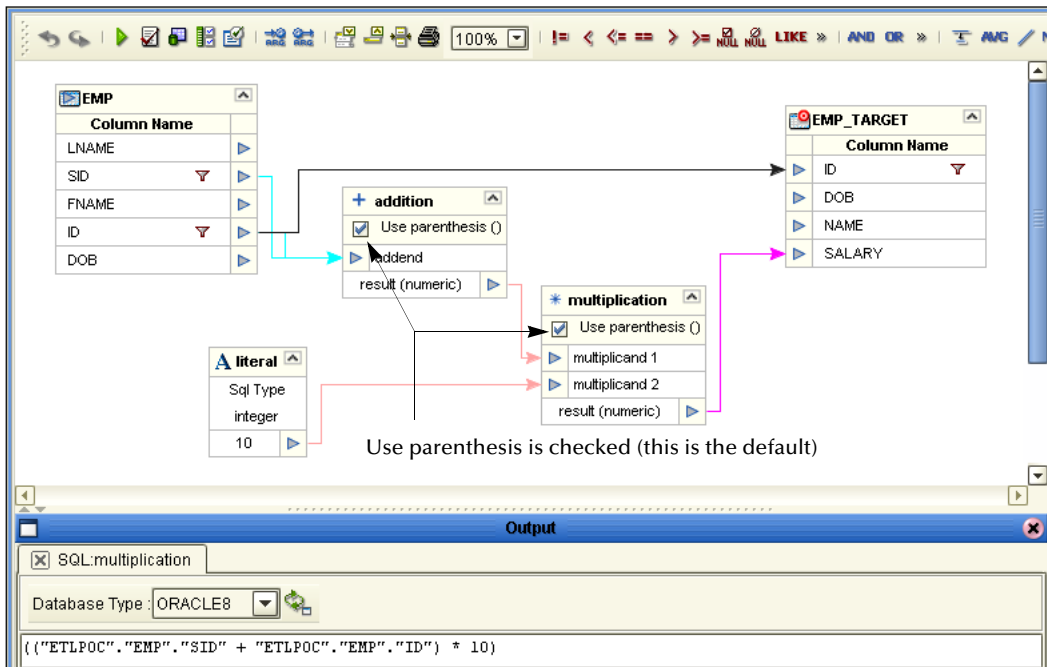 100% != < <= == > >= NULL NULL LIKE » AND OR » AVG
EMP
Column Name
LNAME
SID
FNAME
ID
DOB
+ addition
Use parenthesis ()
addend
result (numeric)
A literal
Sql Type
integer
10
* multiplication
Use parenthesis ()
multiplicand 1
multiplicand 2
result (numeric)
EMP_TARGET
Column Name
ID
DOB
NAME
SALARY
Use parenthesis is checked (this is the default)
Output
SQL:multiplication
Database Type : ORACLE8
(("ETLPOC"."EMP"."SID" + "ETLPOC"."EMP"."ID") * 10)